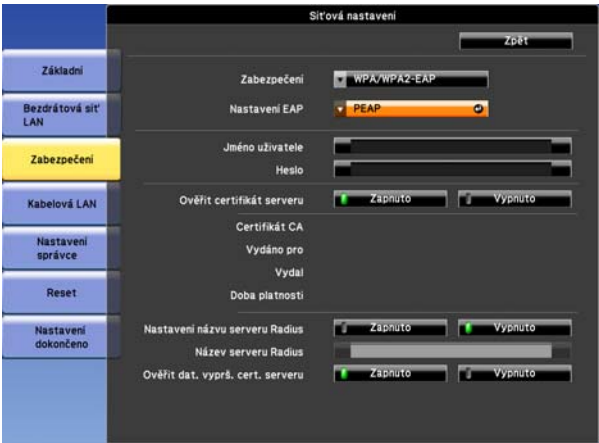 Síťová nastavení
Zpět
Základní
Bezdrátová síť
LAN
Zabezpečení
Kabelová LAN
Nastavení
správce
Reset
Nastavení
dokončeno
Zabezpečení
WPA/WPA2-EAP
Nastavení EAP
PEAP
Jméno uživatele
Heslo
Ověřit certifikát serveru
Zapnuto
Vypnuto
Certifikát CA
Vydáno pro
Vydal
Doba platnosti
Nastavení názvu serveru Radius
Zapnuto
Vypnuto
Název serveru Radius
Ověřit dat. vyprš. cert. serveru
Zapnuto
Vypnuto